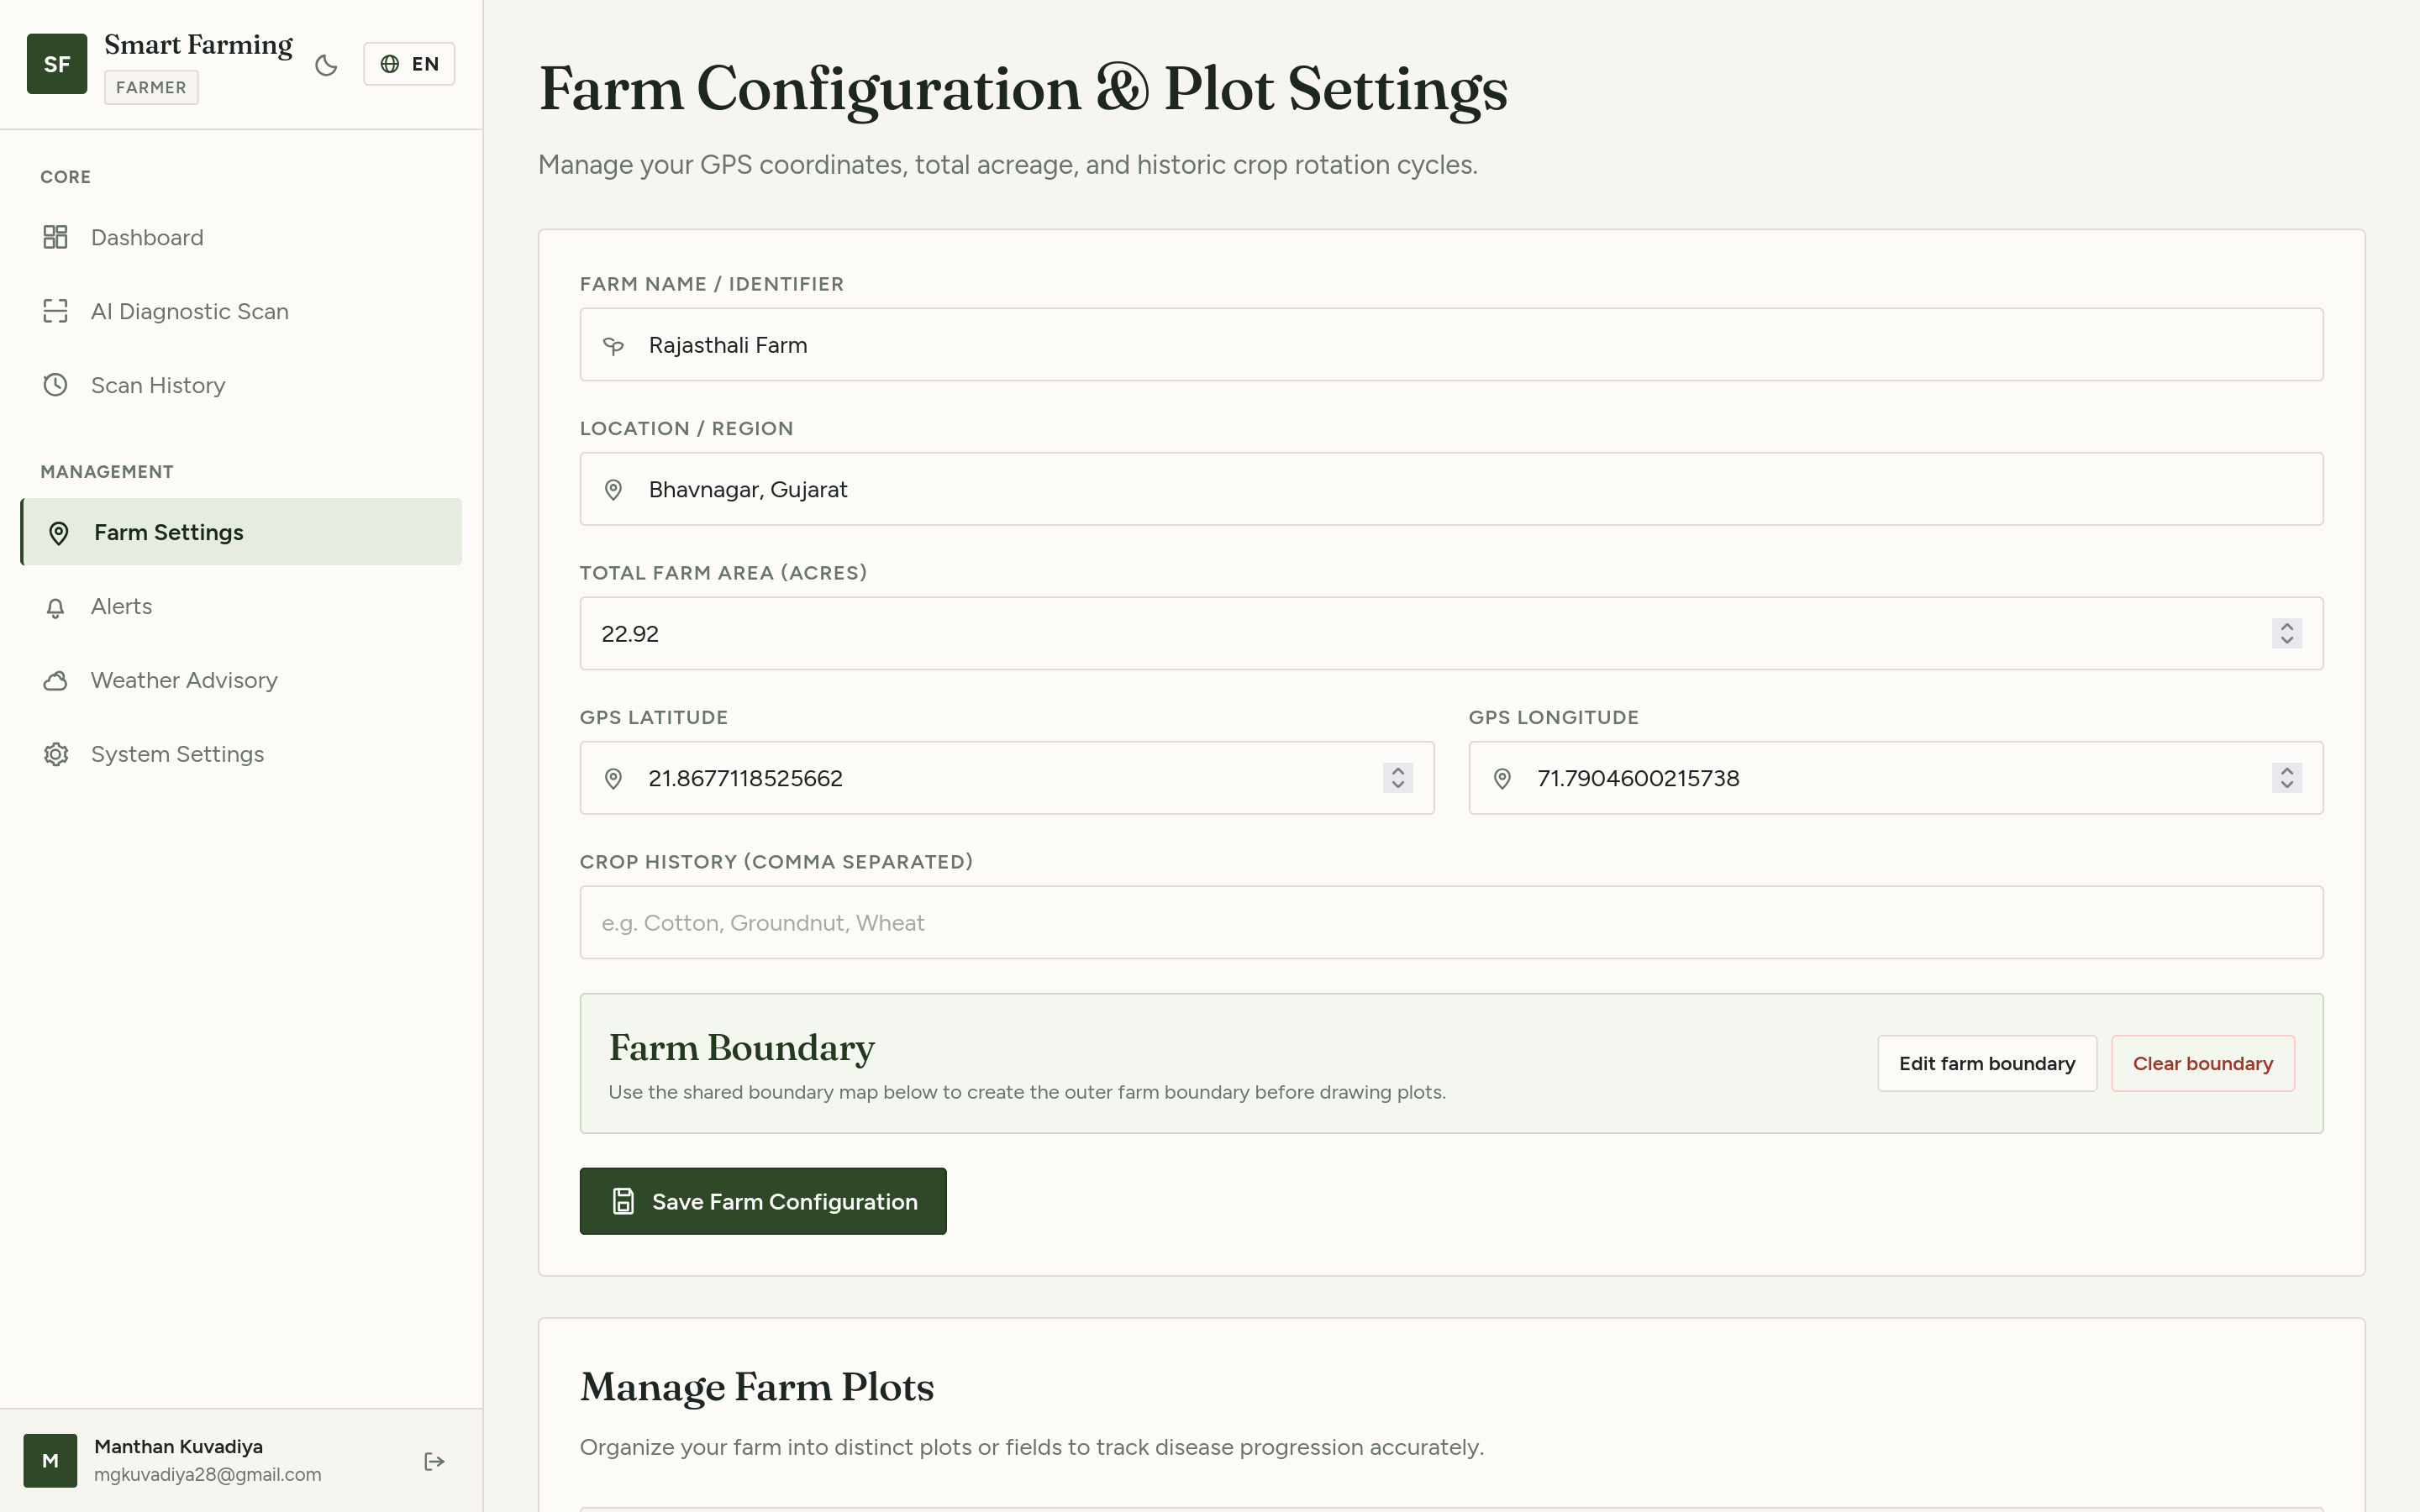 SF
Smart Farming
FARMER
EN
CORE
Dashboard
AI Diagnostic Scan
Scan History
MANAGEMENT
Farm Settings
Alerts
Weather Advisory
System Settings
M
Manthan Kuvadiya
mgkuvadiya28@gmail.com
Farm Configuration & Plot Settings
Manage your GPS coordinates, total acreage, and historic crop rotation cycles.
FARM NAME / IDENTIFIER
Rajasthali Farm
LOCATION / REGION
Bhavnagar, Gujarat
TOTAL FARM AREA (ACRES)
22.92
GPS LATITUDE
21.8677118525662
GPS LONGITUDE
71.7904600215738
CROP HISTORY (COMMA SEPARATED)
e.g. Cotton, Groundnut, Wheat
Farm Boundary
Use the shared boundary map below to create the outer farm boundary before drawing plots.
Edit farm boundary
Clear boundary
Save Farm Configuration
Manage Farm Plots
Organize your farm into distinct plots or fields to track disease progression accurately.